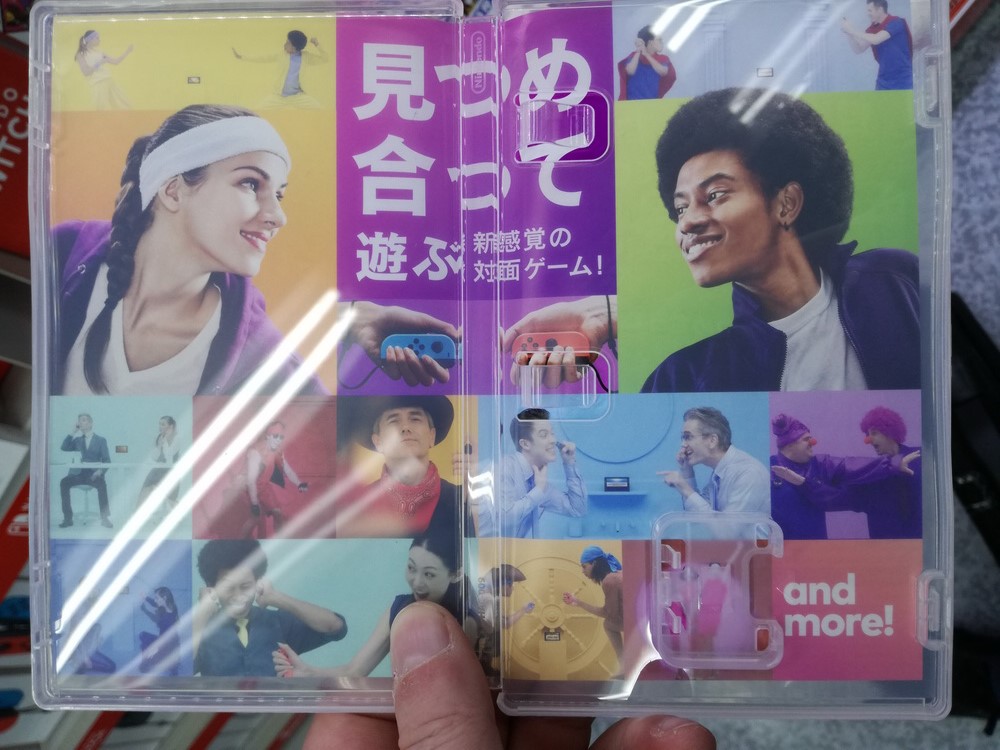 見つめ
合って
遊ぶ
新感覚の
対面ゲーム!
and
more!
Nintendo